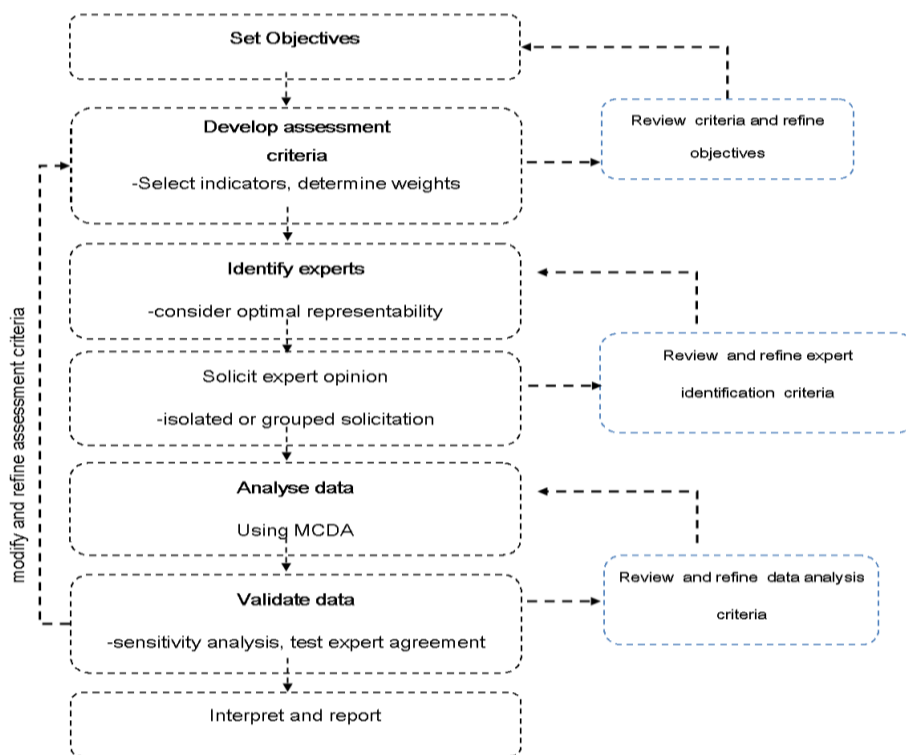 Set Objectives
Develop assessment
criteria
-Select indicators, determine weights
Review criteria and refine
objectives
Identify experts
-consider optimal representability
Solicit expert opinion
-isolated or grouped solicitation
Review and refine expert
identification criteria
Analyse data
Using MCDA
Validate data
-sensitivity analysis, test expert agreement
Review and refine data analysis
criteria
Interpret and report
modify and refine assessment criteria